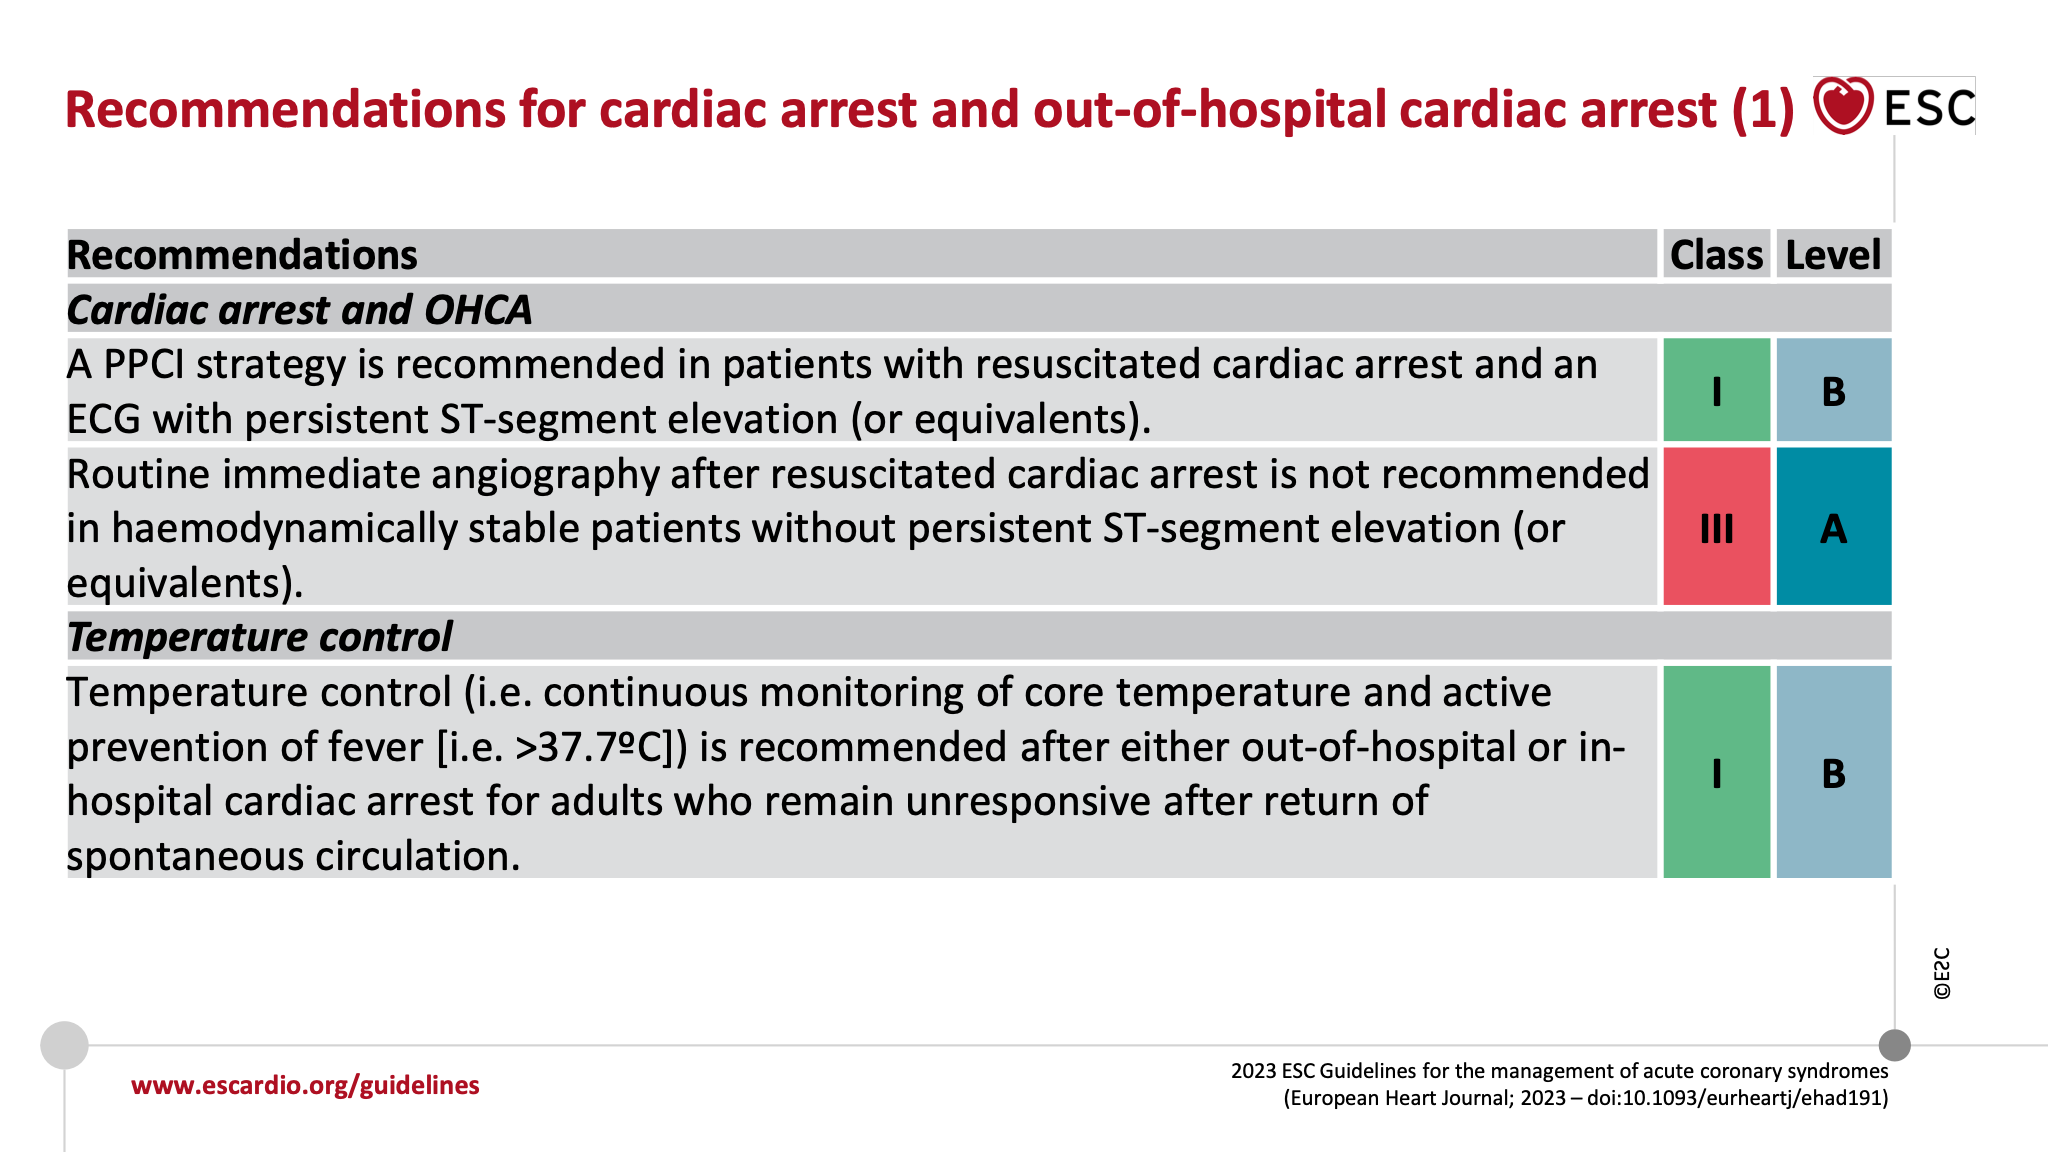 Recommendations for cardiac arrest and out-of-hospital cardiac arrest (1)
ESC
Recommendations Class Level
Cardiac arrest and OHCA
A PPCI strategy is recommended in patients with resuscitated cardiac arrest and an
ECG with persistent ST-segment elevation (or equivalents).
I B
Routine immediate angiography after resuscitated cardiac arrest is not recommended
in haemodynamically stable patients without persistent ST-segment elevation (or
equivalents).
III A
Temperature control
Temperature control (i.e. continuous monitoring of core temperature and active
prevention of fever [i.e. >37.7ºC]) is recommended after either out-of-hospital or in-
hospital cardiac arrest for adults who remain unresponsive after return of
spontaneous circulation.
I B
©ESC
www.escardio.org/guidelines
2023 ESC Guidelines for the management of acute coronary syndromes
(European Heart Journal; 2023 – doi:10.1093/eurheartj/ehad191)